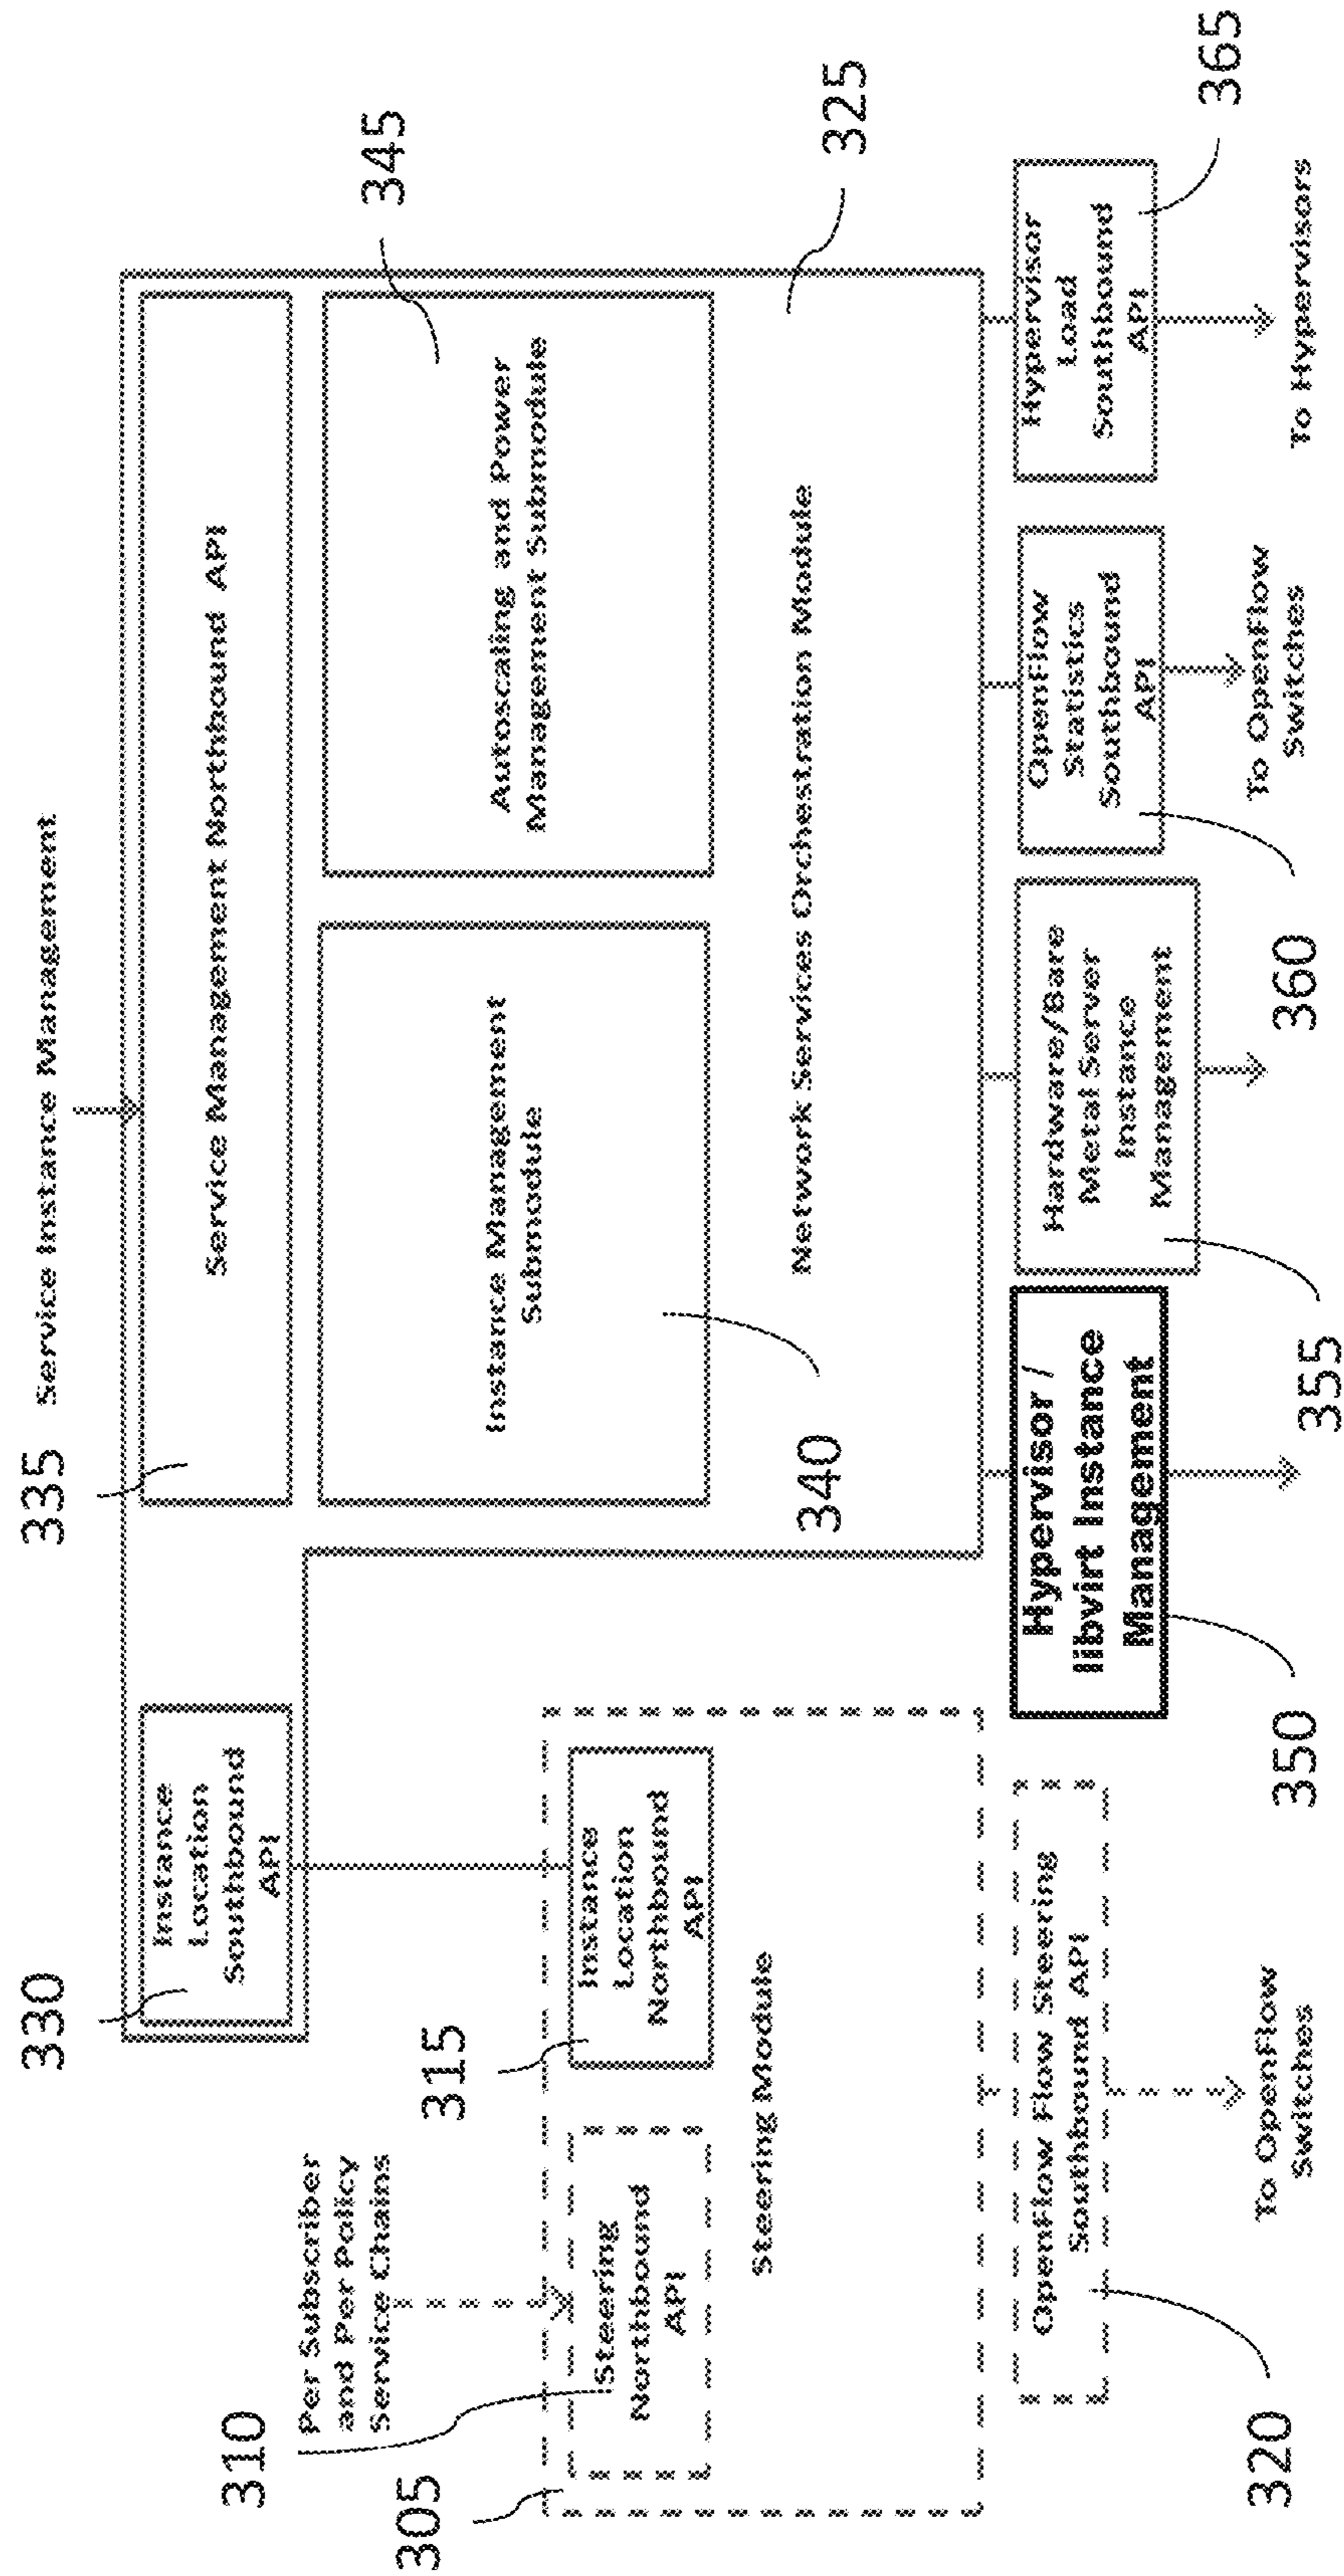 335
Service Instance Management
330
Service Management Northbound API
Instance
Location
Southbound
API
345
310
Per Subscriber
and Per Policy
Service Chains
315
305
Instance Management
Submodule
Autoscaling and Power
Management Submodule
Steering
Northbound
API
Instance
Location
Northbound
API
Steering Module
Network Services Orchestration Module
340
325
OpenFlow Flow Steering
Southbound API
Hypervisor /
libvirt Instance
Management
Hardware/Bare
Metal Server
Instance
Management
OpenFlow
Statistics
Southbound
API
Hypervisor
Load
Southbound
API
365
320
To OpenFlow
Switches
350
355
360
To OpenFlow
Switches
To Hypervisors